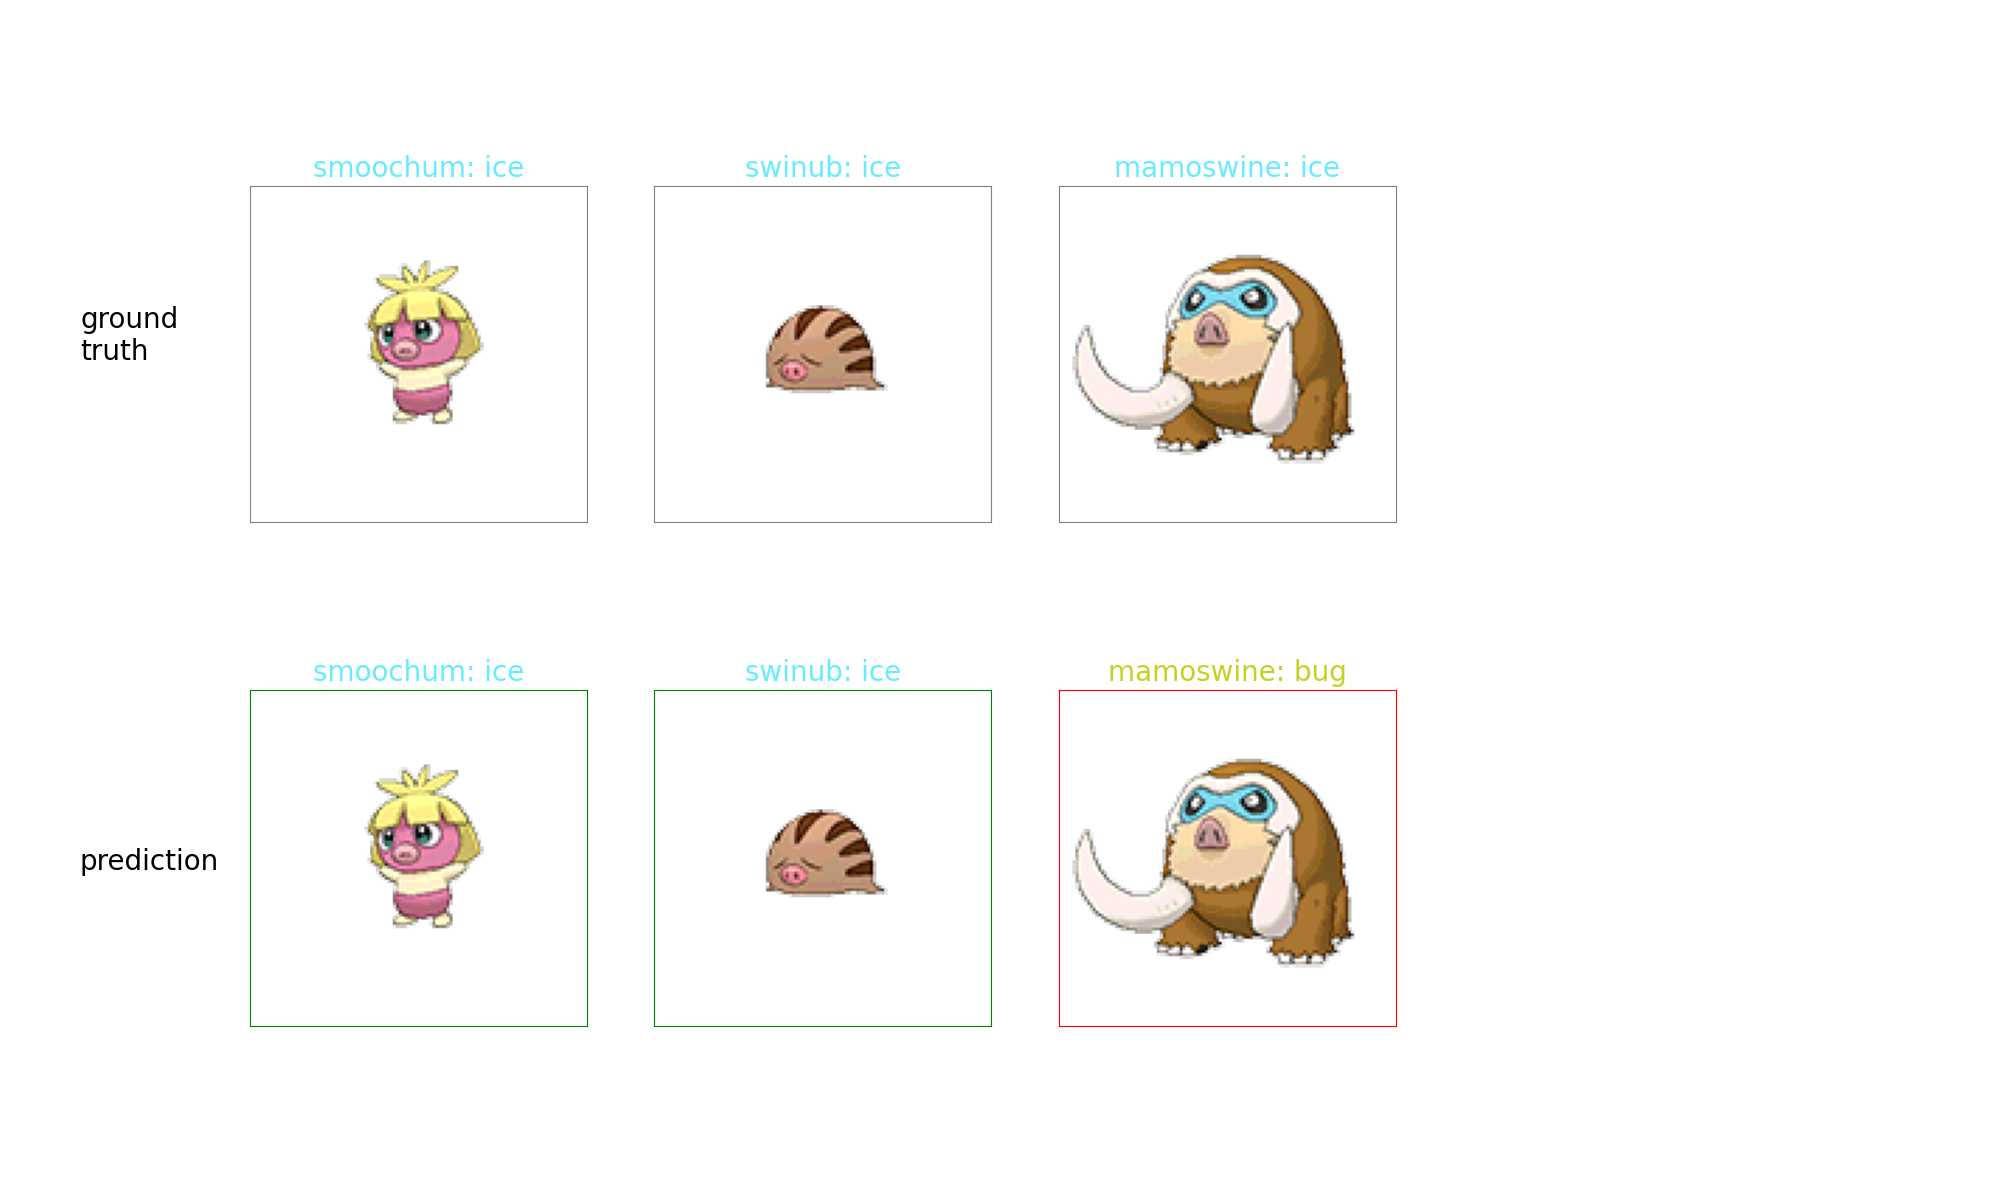 smoochum: ice
swinub: ice
mamoswine: ice
ground
truth
smoochum: ice
swinub: ice
mamoswine: bug
prediction